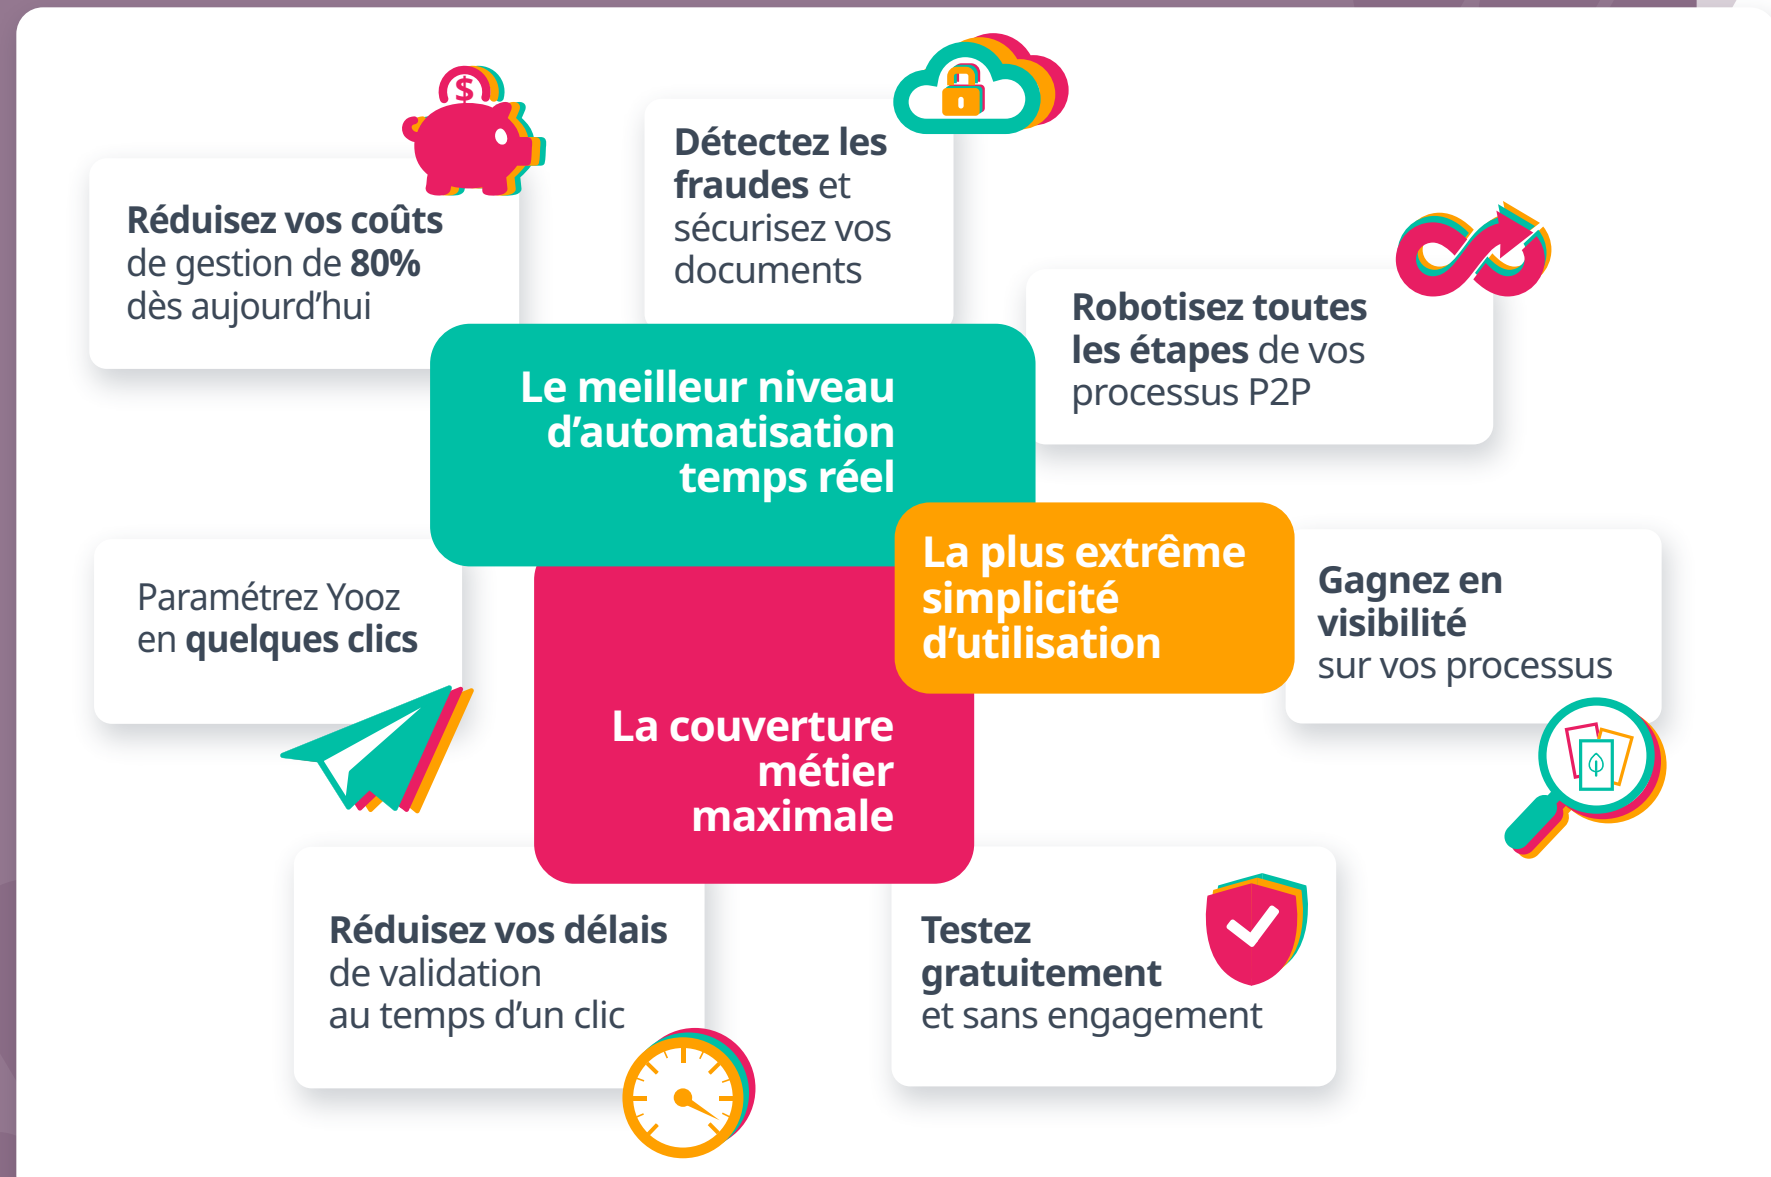 $
Réduisez vos coûts
de gestion de 80%
dès aujourd’hui
Détectez les
fraudes et
sécurisez vos
documents
Robotisez toutes
les étapes de vos
processus P2P
Le meilleur niveau
d’automatisation
temps réel
La plus extrême
simplicité
d’utilisation
La couverture
métier
maximale
Paramétrez Yooz
en quelques clics
Gagnez en
visibilité
sur vos processus
Réduisez vos délais
de validation
au temps d’un clic
Testez
gratuitement
et sans engagement